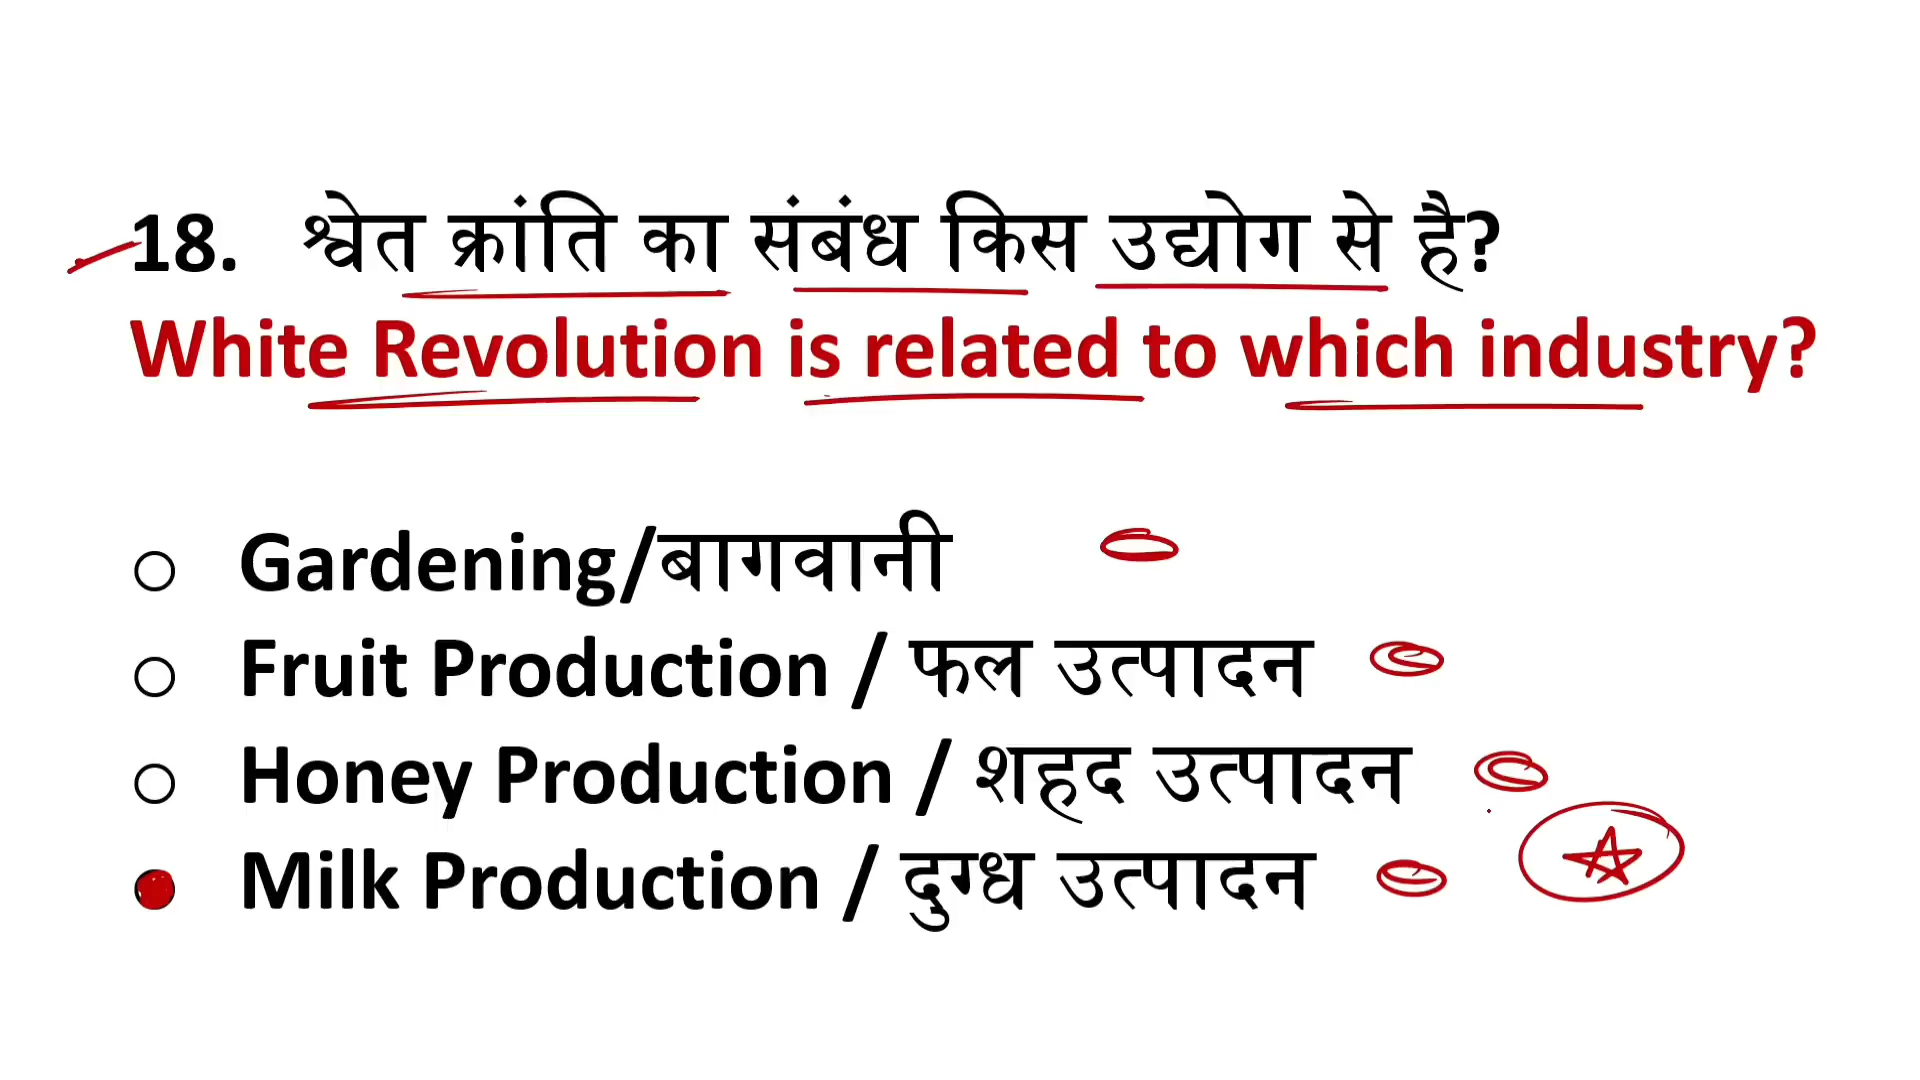 18. श्वेत क्रांति का संबंध किस उद्योग से है?
White Revolution is related to which industry?
Gardening/बागवानी
Fruit Production / फल उत्पादन
Honey Production / शहद उत्पादन
Milk Production / दुग्ध उत्पादन